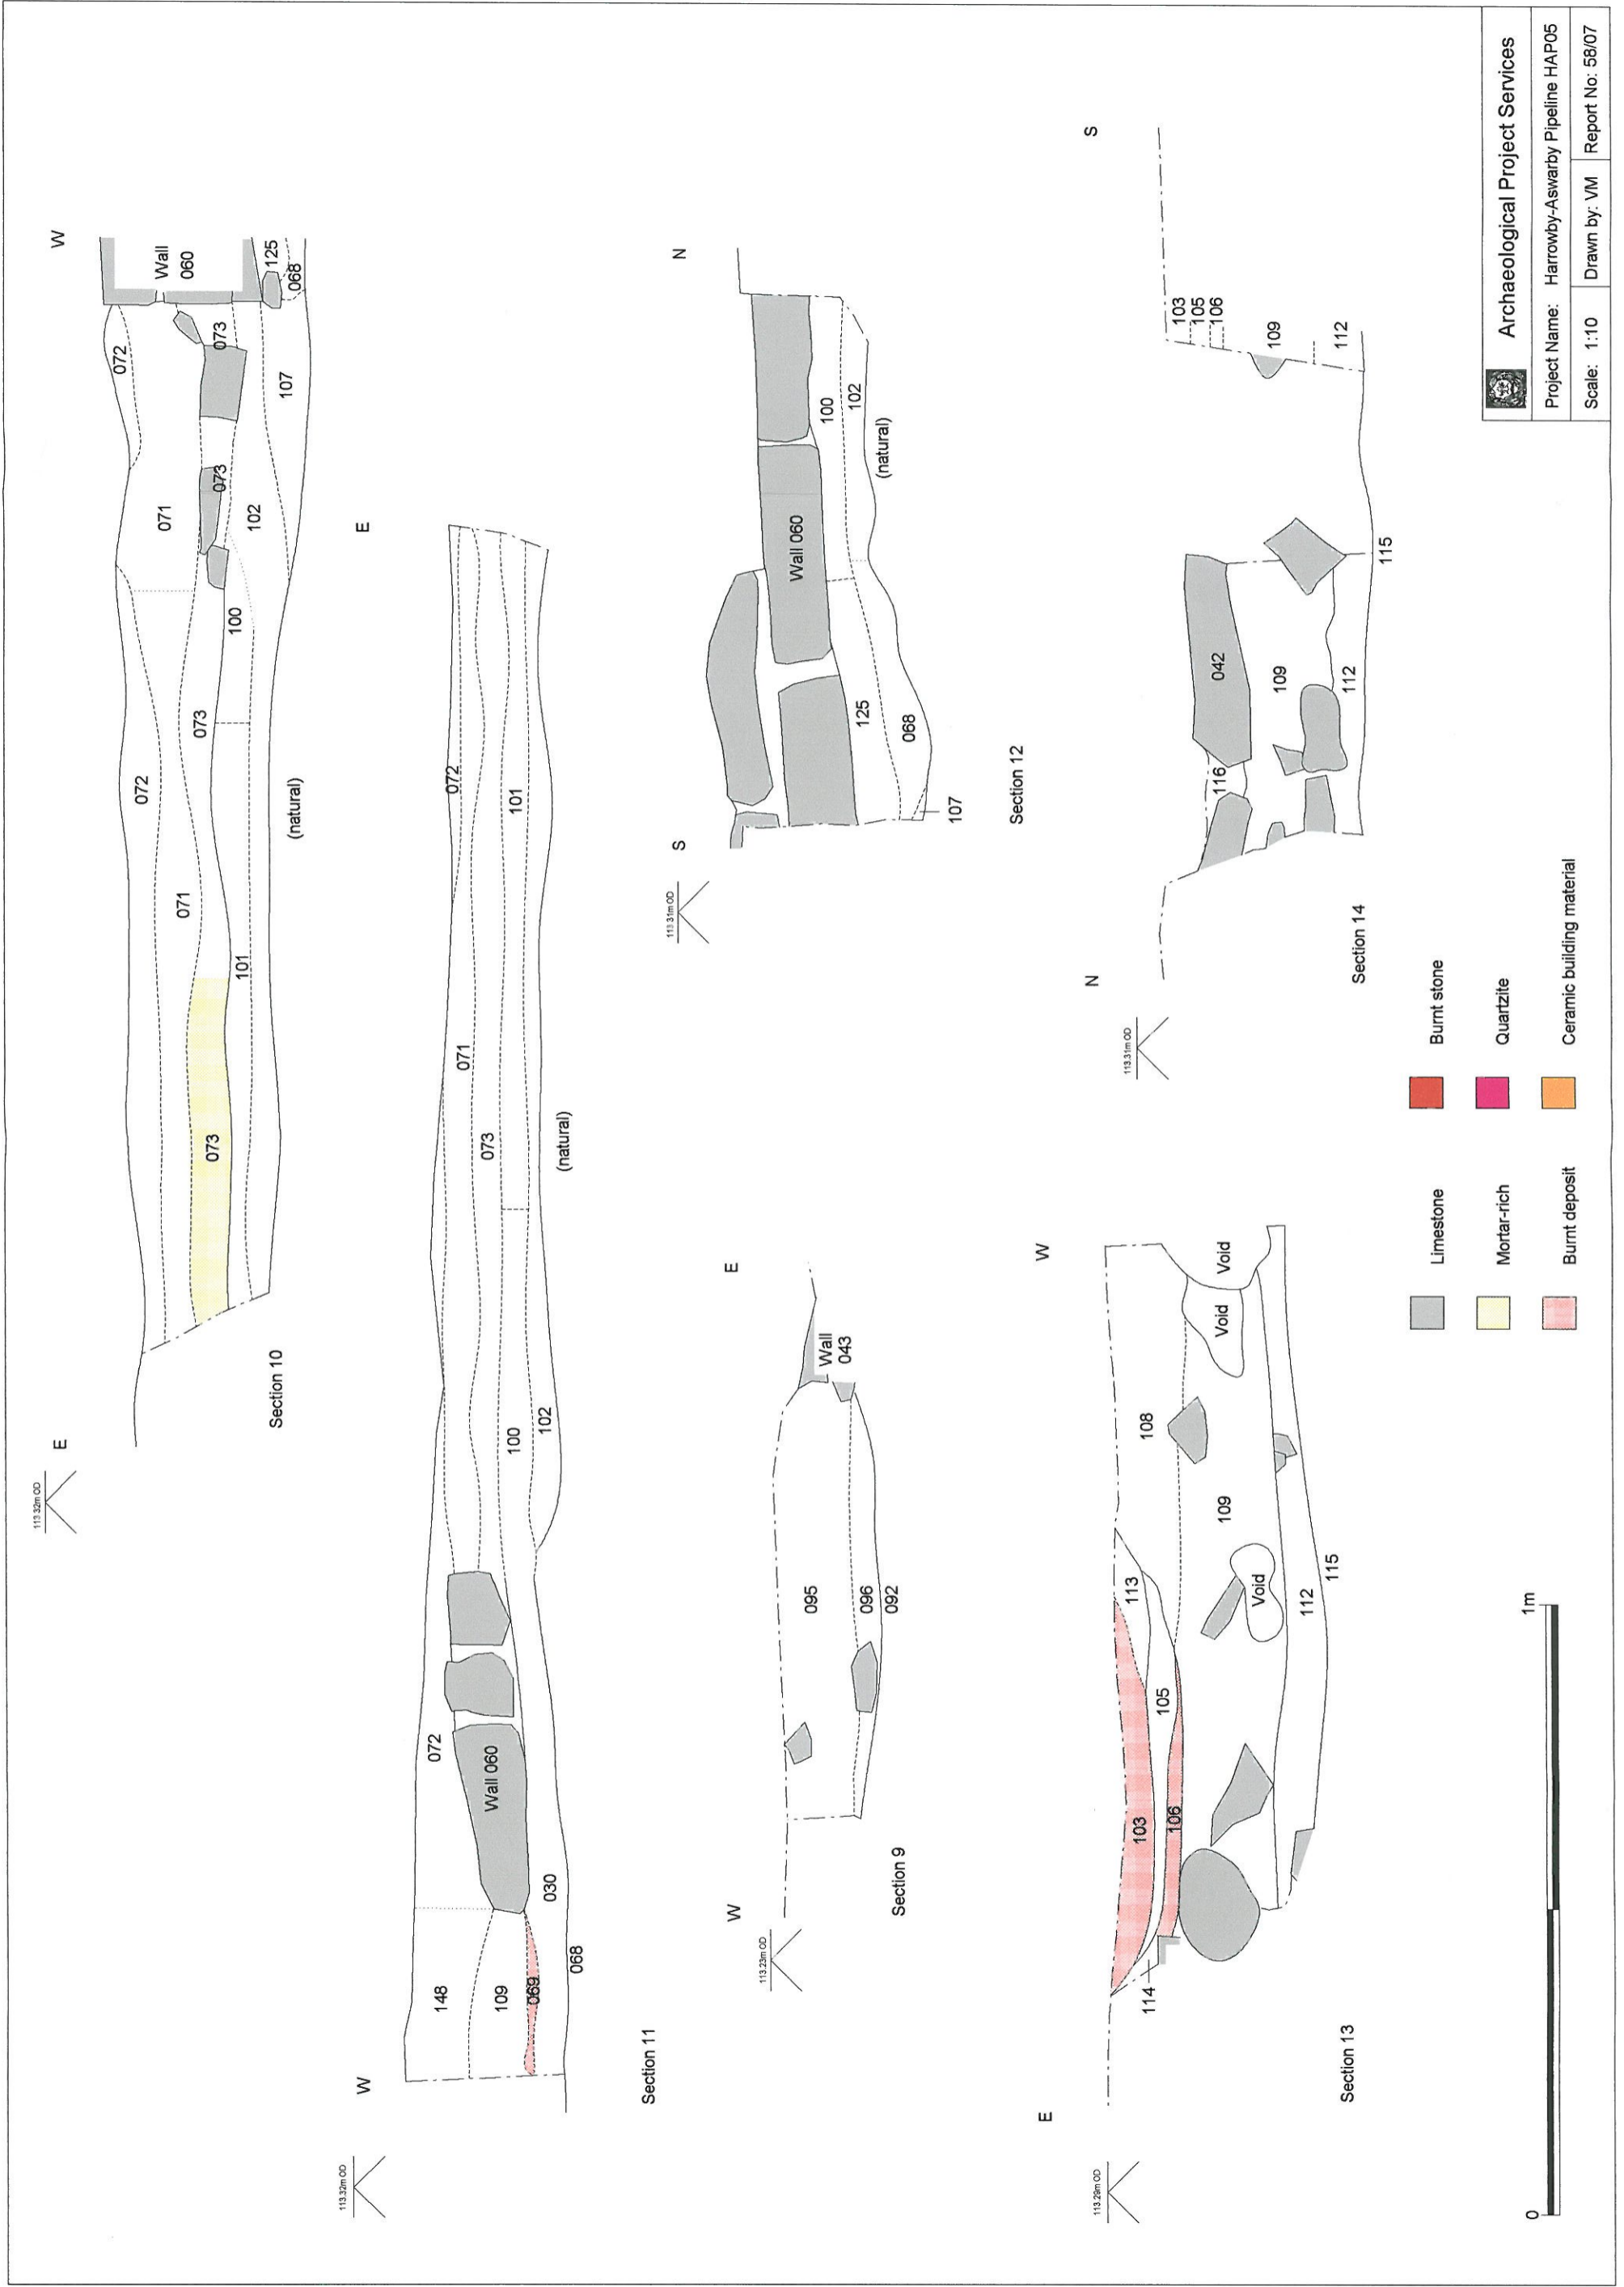 E
W
113.32m OD
072
071
073
101
100
073
073
102
072
071
Wall
060
125
068
107
(natural)
Section 10
W
E
113.32m OD
148
109
069
068
030
072
Wall 060
100
102
071
073
072
101
(natural)
Section 11
W
E
113.23m OD
095
096
092
Wall
043
Section 9
S
N
113.31m OD
Wall 060
125
068
107
100
102
(natural)
Section 12
E
W
113.29m OD
114
103
106
105
113
108
109
Void
Void
Void
112
115
Section 13
N
S
113.31m OD
116
042
109
112
115
103
105
106
109
112
Section 14
0
1m
Limestone
Burnt stone
Mortar-rich
Quartzite
Burnt deposit
Ceramic building material
Archaeological Project Services
Project Name: Harrowby-Aswarby Pipeline HAP05
Scale: 1:10
Drawn by: VM
Report No: 58/07